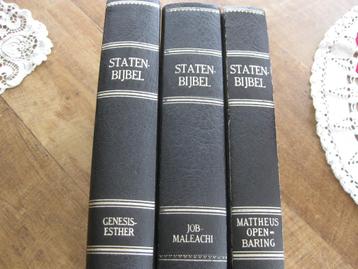 STATEN-
BIJBEL
GENESIS-
ESTHER
STATEN-
BIJBEL
JOB-
MALEACHI
STATEN-
BIJBEL
MATTHEUS
OPEN=
BARING